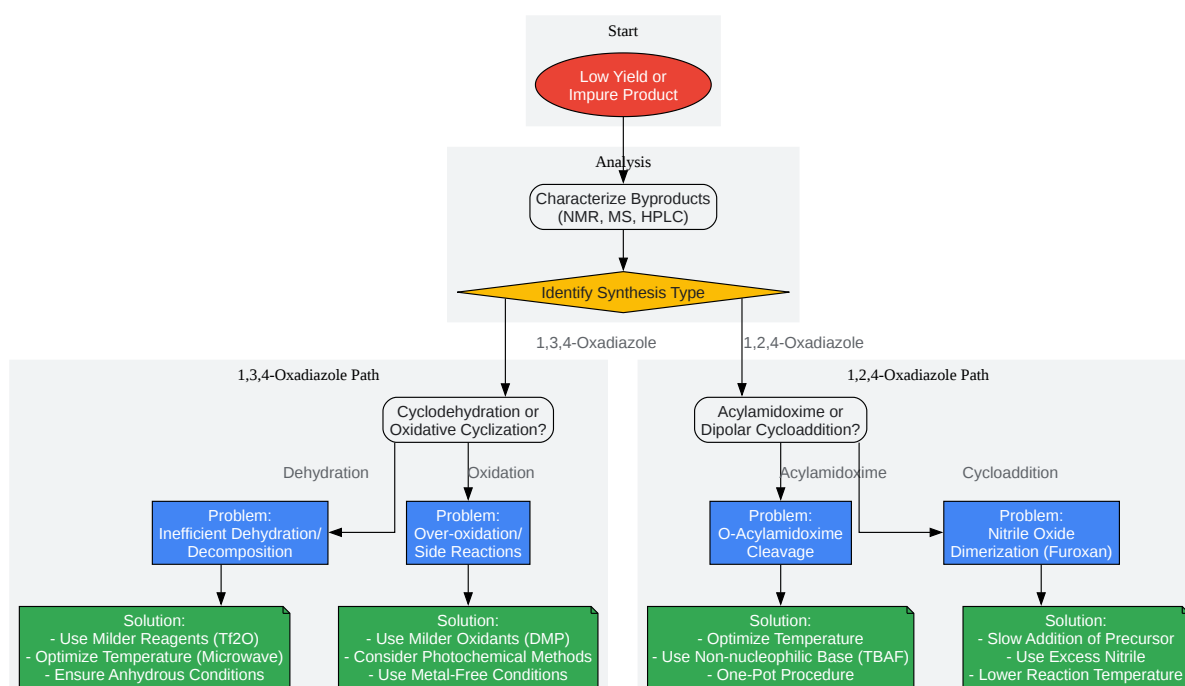 Start
Low Yield or
Impure Product
Analysis
Characterize Byproducts
(NMR, MS, HPLC)
Identify Synthesis Type
1,3,4-Oxadiazole
1,2,4-Oxadiazole
1,3,4-Oxadiazole Path
Cyclodehydration or
Oxidative Cyclization?
Dehydration
Oxidation
Problem:
Inefficient Dehydration/
Decomposition
Problem:
Over-oxidation/
Side Reactions
Solution:
- Use Milder Reagents (Tf2O)
- Optimize Temperature (Microwave)
- Ensure Anhydrous Conditions
Solution:
- Use Milder Oxidants (DMP)
- Consider Photochemical Methods
- Use Metal-Free Conditions
1,2,4-Oxadiazole Path
Acylamidoxime or
Dipolar Cycloaddition?
Acylamidoxime
Cycloaddition
Problem:
O-Acylamidoxime
Cleavage
Problem:
Nitrile Oxide
Dimerization (Furoxan)
Solution:
- Optimize Temperature
- Use Non-nucleophilic Base (TBAF)
- One-Pot Procedure
Solution:
- Slow Addition of Precursor
- Use Excess Nitrile
- Lower Reaction Temperature